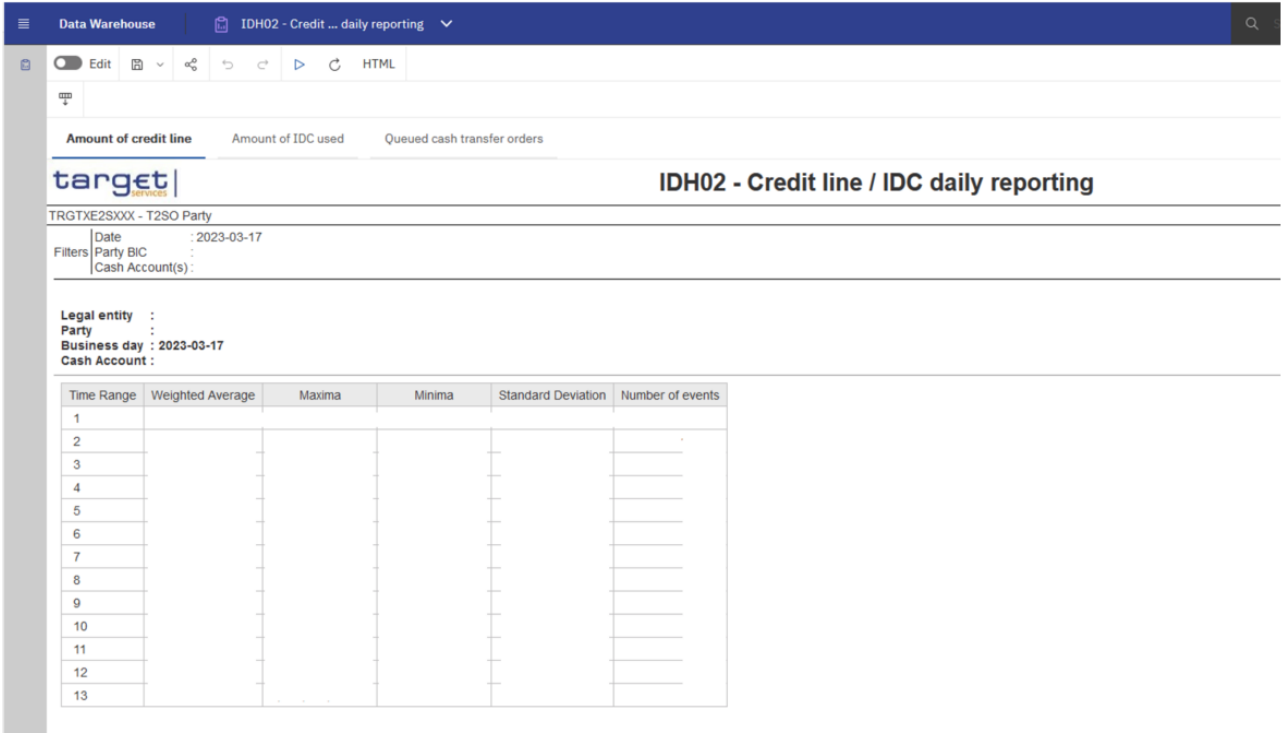 Data Warehouse IDH02 - Credit ... daily reporting
Edit HTML
Amount of credit line Amount of IDC used Queued cash transfer orders
target| IDH02 - Credit line / IDC daily reporting
services
TRGTXE2SXXX - T2SO Party
Date : 2023-03-17
Filters Party BIC :
Cash Account(s) :
Legal entity :
Party :
Business day : 2023-03-17
Cash Account :
Time Range Weighted Average Maxima Minima Standard Deviation Number of events
1
2
3
4
5
6
7
8
9
10
11
12
13